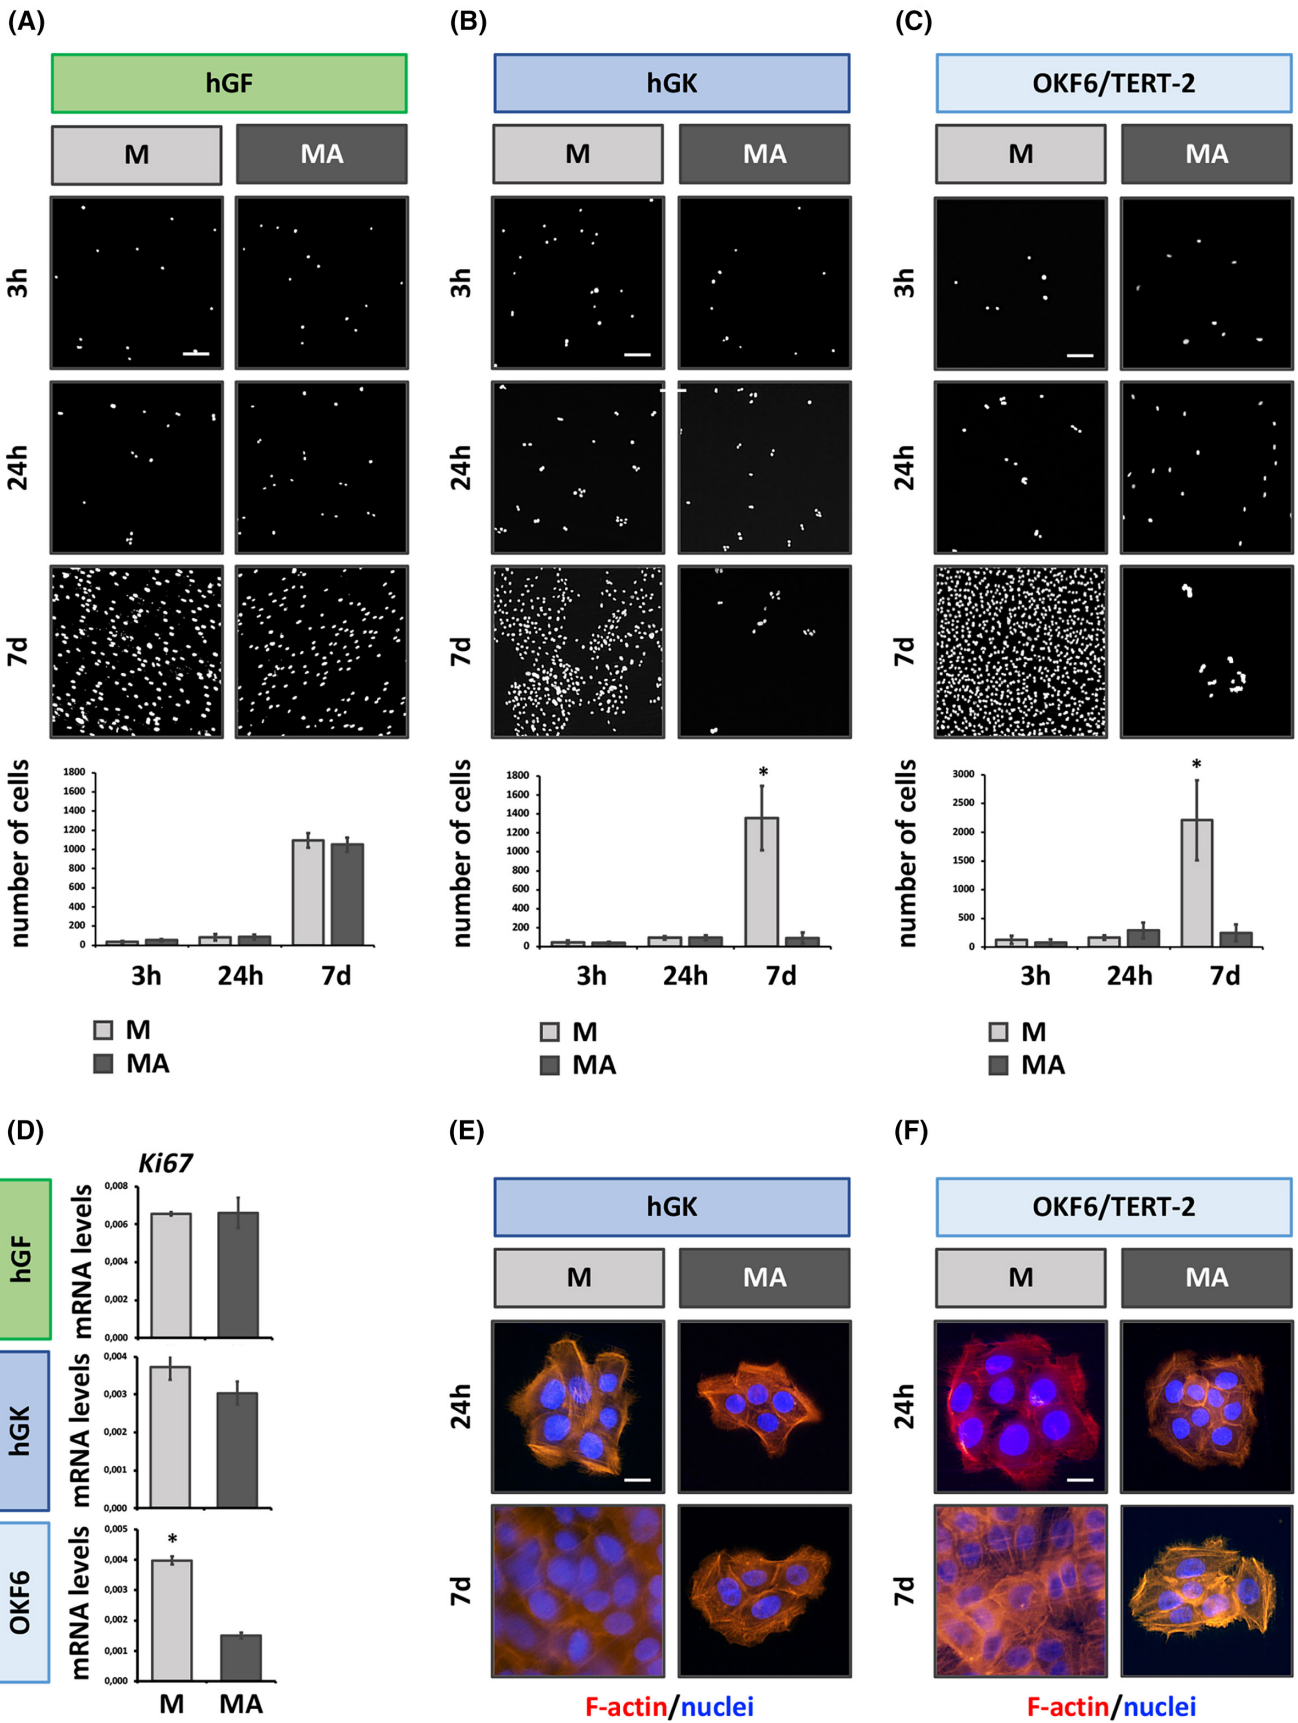 (A)
hGF
M MA
3h
24h
7d
number of cells
1800
1600
1400
1200
1000
800
600
400
200
0
3h 24h 7d
M
MA
(B)
hGK
M MA
3h
24h
7d
number of cells
1800
1600
1400
1200
1000
800
600
400
200
0
*
3h 24h 7d
M
MA
(C)
OKF6/TERT-2
M MA
3h
24h
7d
number of cells
3000
2500
2000
1500
1000
500
0
*
3h 24h 7d
M
MA
(D)
Ki67
hGF
mRNA levels
0,008
0,006
0,004
0,002
0,000
hGK
mRNA levels
0,004
0,003
0,002
0,001
0,000
OKF6
mRNA levels
0,005
0,004
0,003
0,002
0,001
0,000
*
M MA
(E)
hGK
M MA
24h
7d
F-actin/nuclei
(F)
OKF6/TERT-2
M MA
24h
7d
F-actin/nuclei